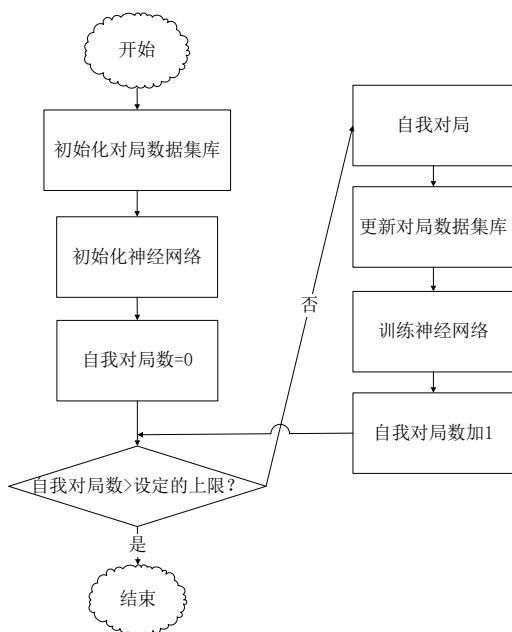 开始
初始化对局数据集库
初始化神经网络
自我对局数=0
自我对局数>设定的上限?
是
结束
否
自我对局
更新对局数据集库
训练神经网络
自我对局数加1